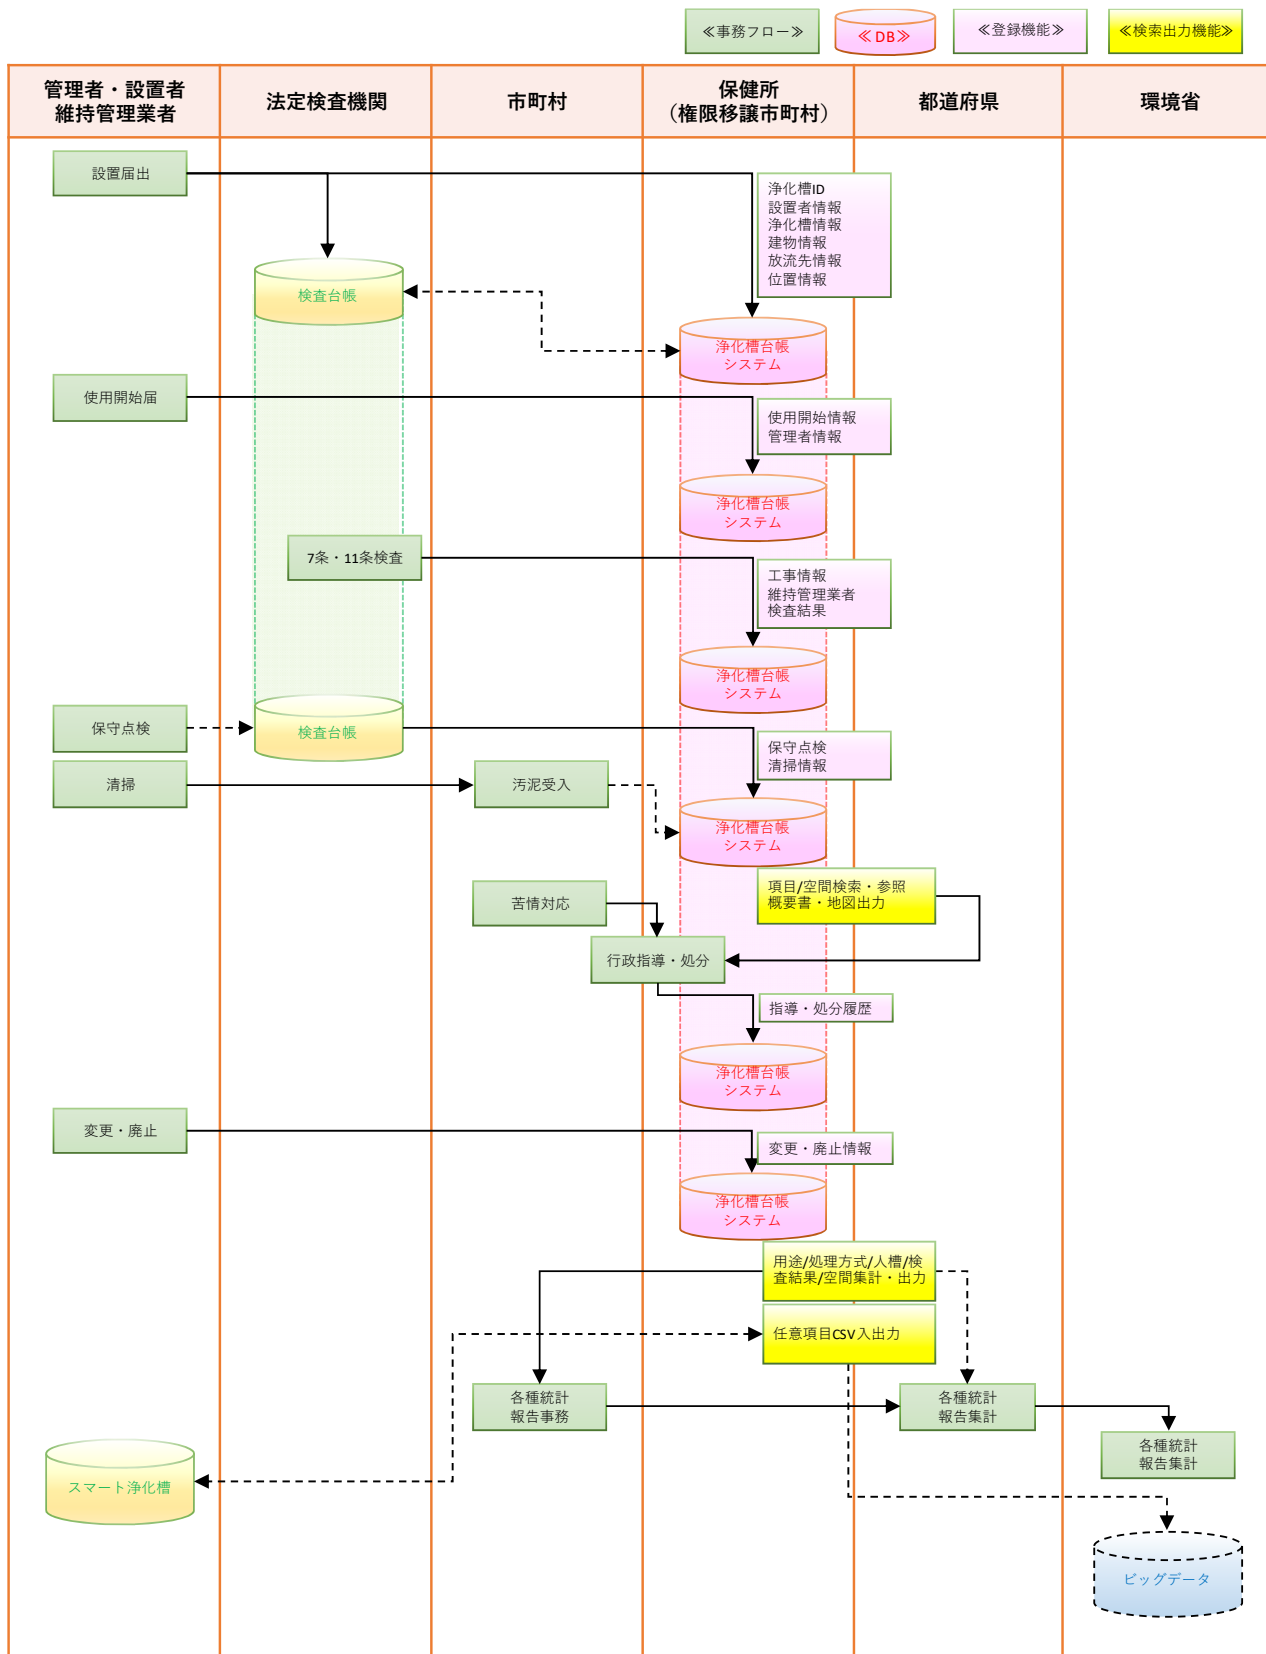 ≪事務フロー≫
≪ DB≫
≪登録機能≫
≪検索出力機能≫
管理者・設置者
維持管理業者
法定検査機関
市町村
保健所
（権限移譲市町村）
都道府県
環境省
設置届出
浄化槽ID
設置者情報
浄化槽情報
建物情報
放流先情報
位置情報
検査台帳
浄化槽台帳
システム
使用開始届
使用開始情報
管理者情報
浄化槽台帳
システム
7条・11条検査
工事情報
維持管理業者
検査結果
浄化槽台帳
システム
保守点検
検査台帳
保守点検
清掃情報
清掃
汚泥受入
浄化槽台帳
システム
項目/空間検索・参照
概要書・地図出力
苦情対応
行政指導・処分
指導・処分履歴
浄化槽台帳
システム
変更・廃止
変更・廃止情報
浄化槽台帳
システム
用途/処理方式/人槽/検
査結果/空間集計・出力
任意項目CSV入出力
各種統計
報告事務
各種統計
報告集計
各種統計
報告集計
スマート浄化槽
ビッグデータ